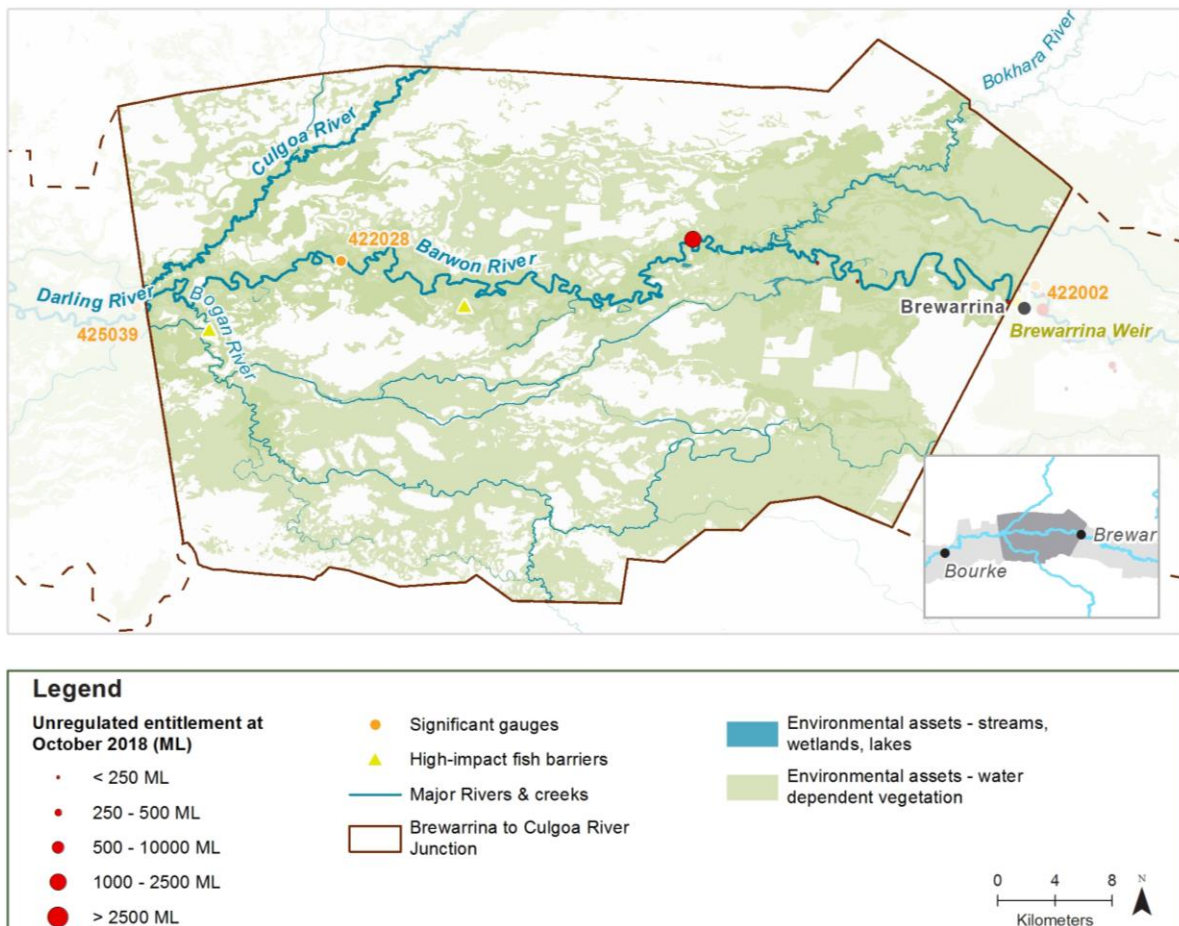 Bokhara River
Culgoa River
422028
Barwon River
Darling River
Bogan River
425039
Brewarrina
422002
Brewarrina Weir
Brewar
Bourke
Legend
Unregulated entitlement at
October 2018 (ML)
< 250 ML
250 - 500 ML
500 - 10000 ML
1000 - 2500 ML
> 2500 ML
Significant gauges
High-impact fish barriers
Major Rivers & creeks
Brewarrina to Culgoa River
Junction
Environmental assets - streams,
wetlands, lakes
Environmental assets - water
dependent vegetation
0 4 8
Kilometers
N